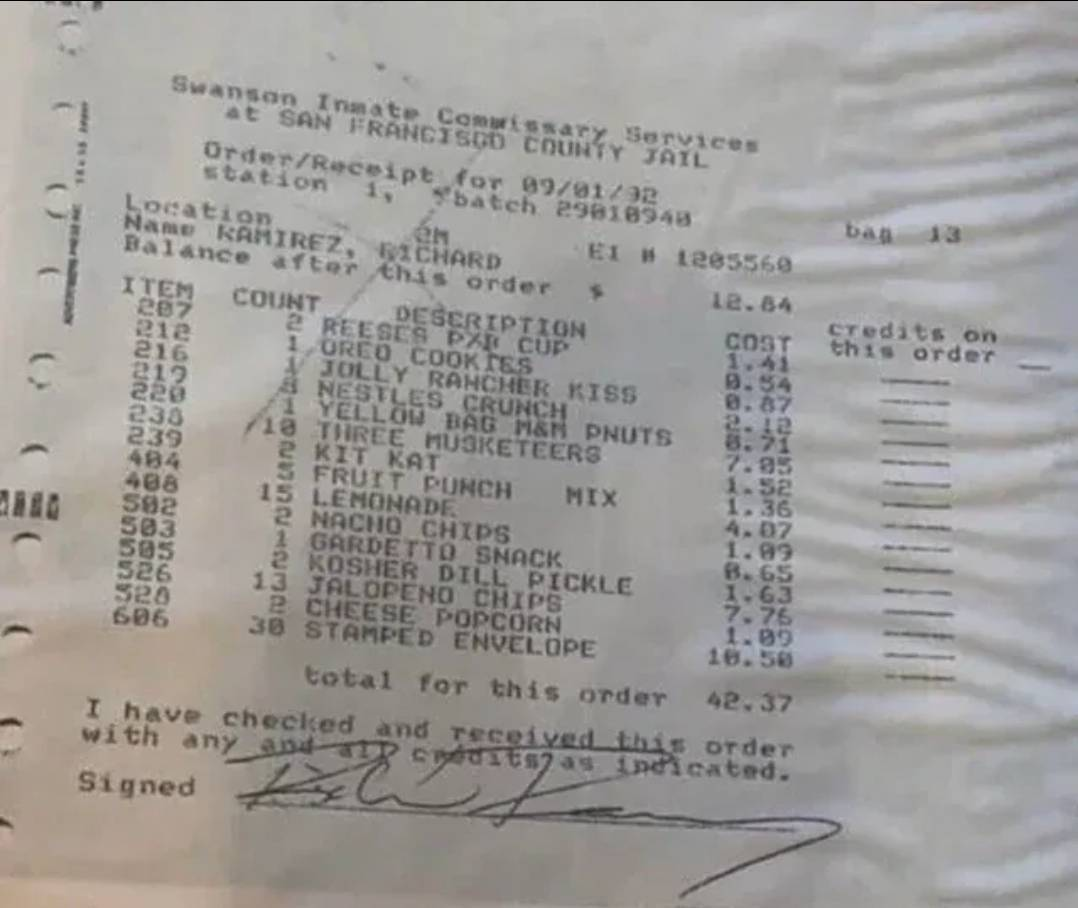 Swanson Inmate Commissary Services
at SAN FRANCISCO COUNTY JAIL
Order/Receipt for 09/01/92
station 1, batch 29010940
bag 13
Location 2M
Name RAMIREZ, RICHARD EI # 1205560
Balance after this order $ 12.84
ITEM COUNT DESCRIPTION COST credits on this order
207 2 REESES P/B CUP 1.41
212 1 OREO COOKIES 0.54
216 1 JOLLY RANCHER KISS 0.87
219 3 NESTLES CRUNCH 2.12
220 1 YELLOW BAG M&M PNUTS 0.71
238 10 THREE MUSKETEERS 7.05
239 2 KIT KAT 1.52
404 5 FRUIT PUNCH MIX 1.36
408 15 LEMONADE 4.07
502 2 NACHO CHIPS 1.09
503 1 GARDETTO SNACK 0.65
505 2 KOSHER DILL PICKLE 1.63
526 13 JALOPENO CHIPS 7.76
528 2 CHEESE POPCORN 1.09
606 30 STAMPED ENVELOPE 10.50
total for this order 42.37
I have checked and received this order
with any and all credits as indicated.
Signed